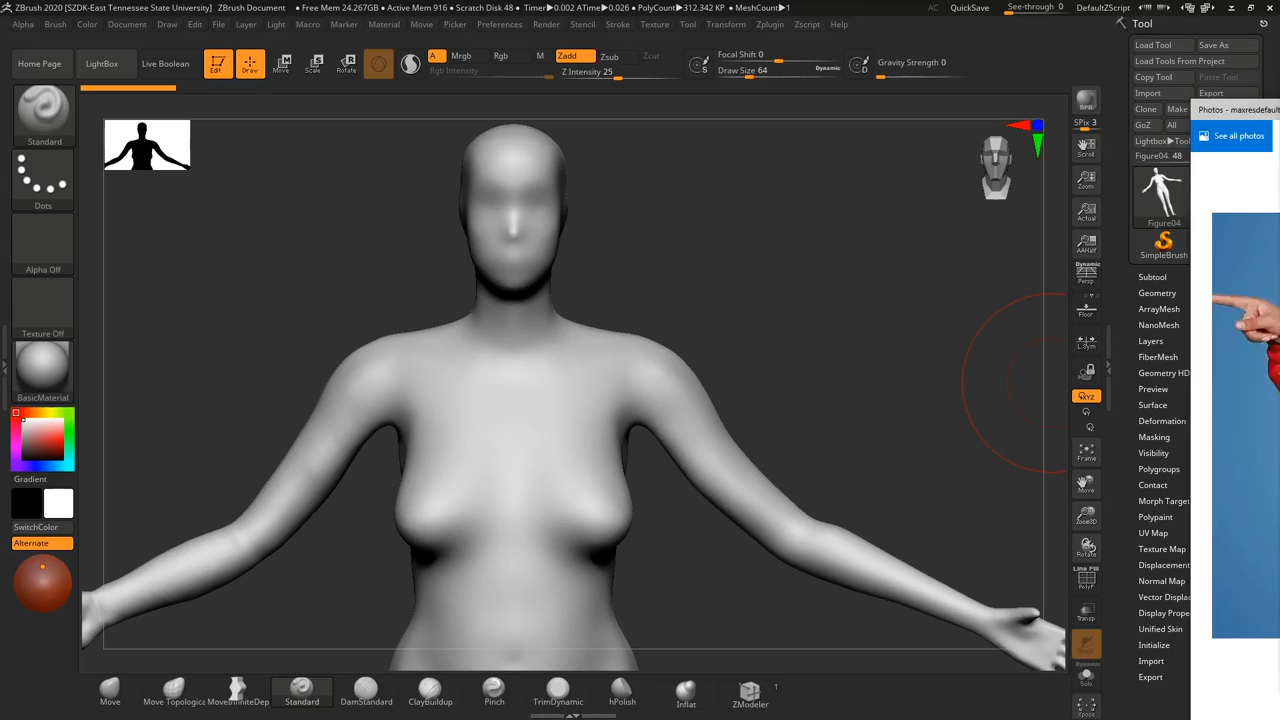 ZBrush 2020 [SZDK-East Tennessee State University] ZBrush Document • Free Mem 24.267GB • Active Mem 916 • Scratch Disk 48 • Timer▶0.002 ATime▶0.026 • PolyCount▶312.342 KP • MeshCount▶1 AC QuickSave See-through 0 Menus DefaultZScript
Alpha Brush Color Document Draw Edit File Layer Light Macro Marker Material Movie Picker Preferences Render Stencil Stroke Texture Tool Transform Zplugin Zscript
Tool
Home Page LightBox Live Boolean Edit Draw Move Scale Rotate
A Mrgb Rgb M Zadd Zsub Zcut
Rgb Intensity Z Intensity 25
Focal Shift 0
Draw Size 64 Dynamic
Gravity Strength 0
S
D
Load Tool Save As
Load Tools From Project
Copy Tool Paste Tool
Import Export
Clone Make
GoZ All
Lightbox▶Tool
Figure04. 48
Figure04
SimpleBrush
Photos - maxresdefault
See all photos
Standard
Dots
Alpha Off
Texture Off
BasicMaterial
Gradient
SwitchColor
Alternate
BPR
SPix 3
Scroll
Zoom
Actual
AAHalf
Dynamic
Persp
Floor
L.Sym
XYZ
Frame
Move
Zoom3D
Rotate
Line Fill
PolyF
Transp
Ghost
Dynamic
Solo
Xpose
Subtool
Geometry
ArrayMesh
NanoMesh
Layers
FiberMesh
Geometry HD
Preview
Surface
Deformation
Masking
Visibility
Polygroups
Contact
Morph Target
Polypaint
UV Map
Texture Map
Displacement
Normal Map
Vector Displac
Display Prope
Unified Skin
Initialize
Import
Export
Move Move Topologic MoveInfiniteDep Standard DamStandard ClayBuildup Pinch TrimDynamic hPolish Inflat ZModeler
1